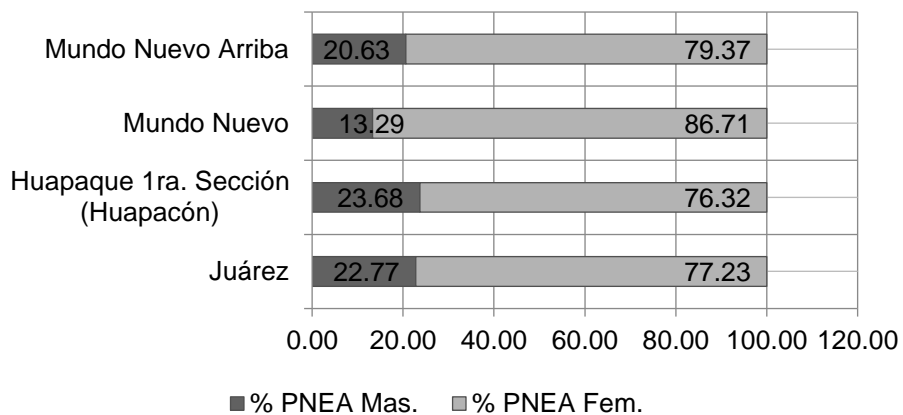 Mundo Nuevo Arriba 20.63 79.37
Mundo Nuevo 13.29 86.71
Huapaque 1ra. Sección
(Huapacón) 23.68 76.32
Juárez 22.77 77.23
0.00 20.00 40.00 60.00 80.00 100.00 120.00
% PNEA Mas. % PNEA Fem.